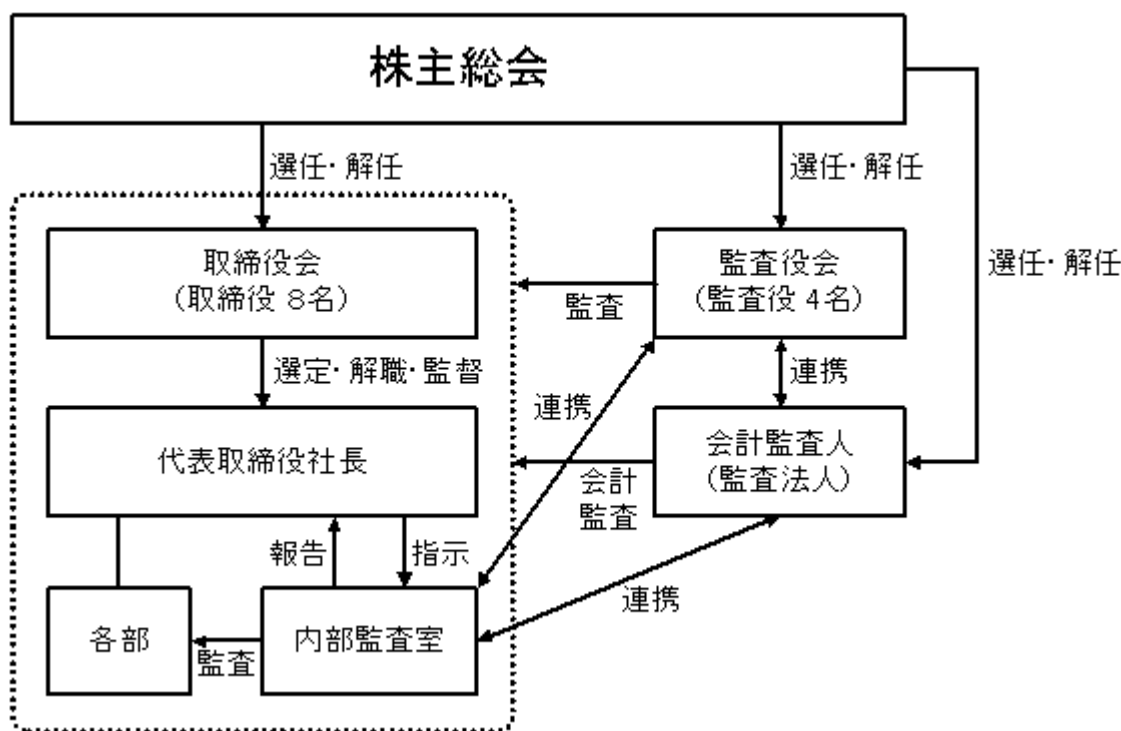 株主総会
選任・解任
選任・解任
選任・解任
取締役会
(取締役 8名)
監査役会
(監査役 4名)
監査
選定・解職・監督
連携
連携
代表取締役社長
会計監査人
(監査法人)
会計
監査
報告
指示
連携
各部
監査
内部監査室